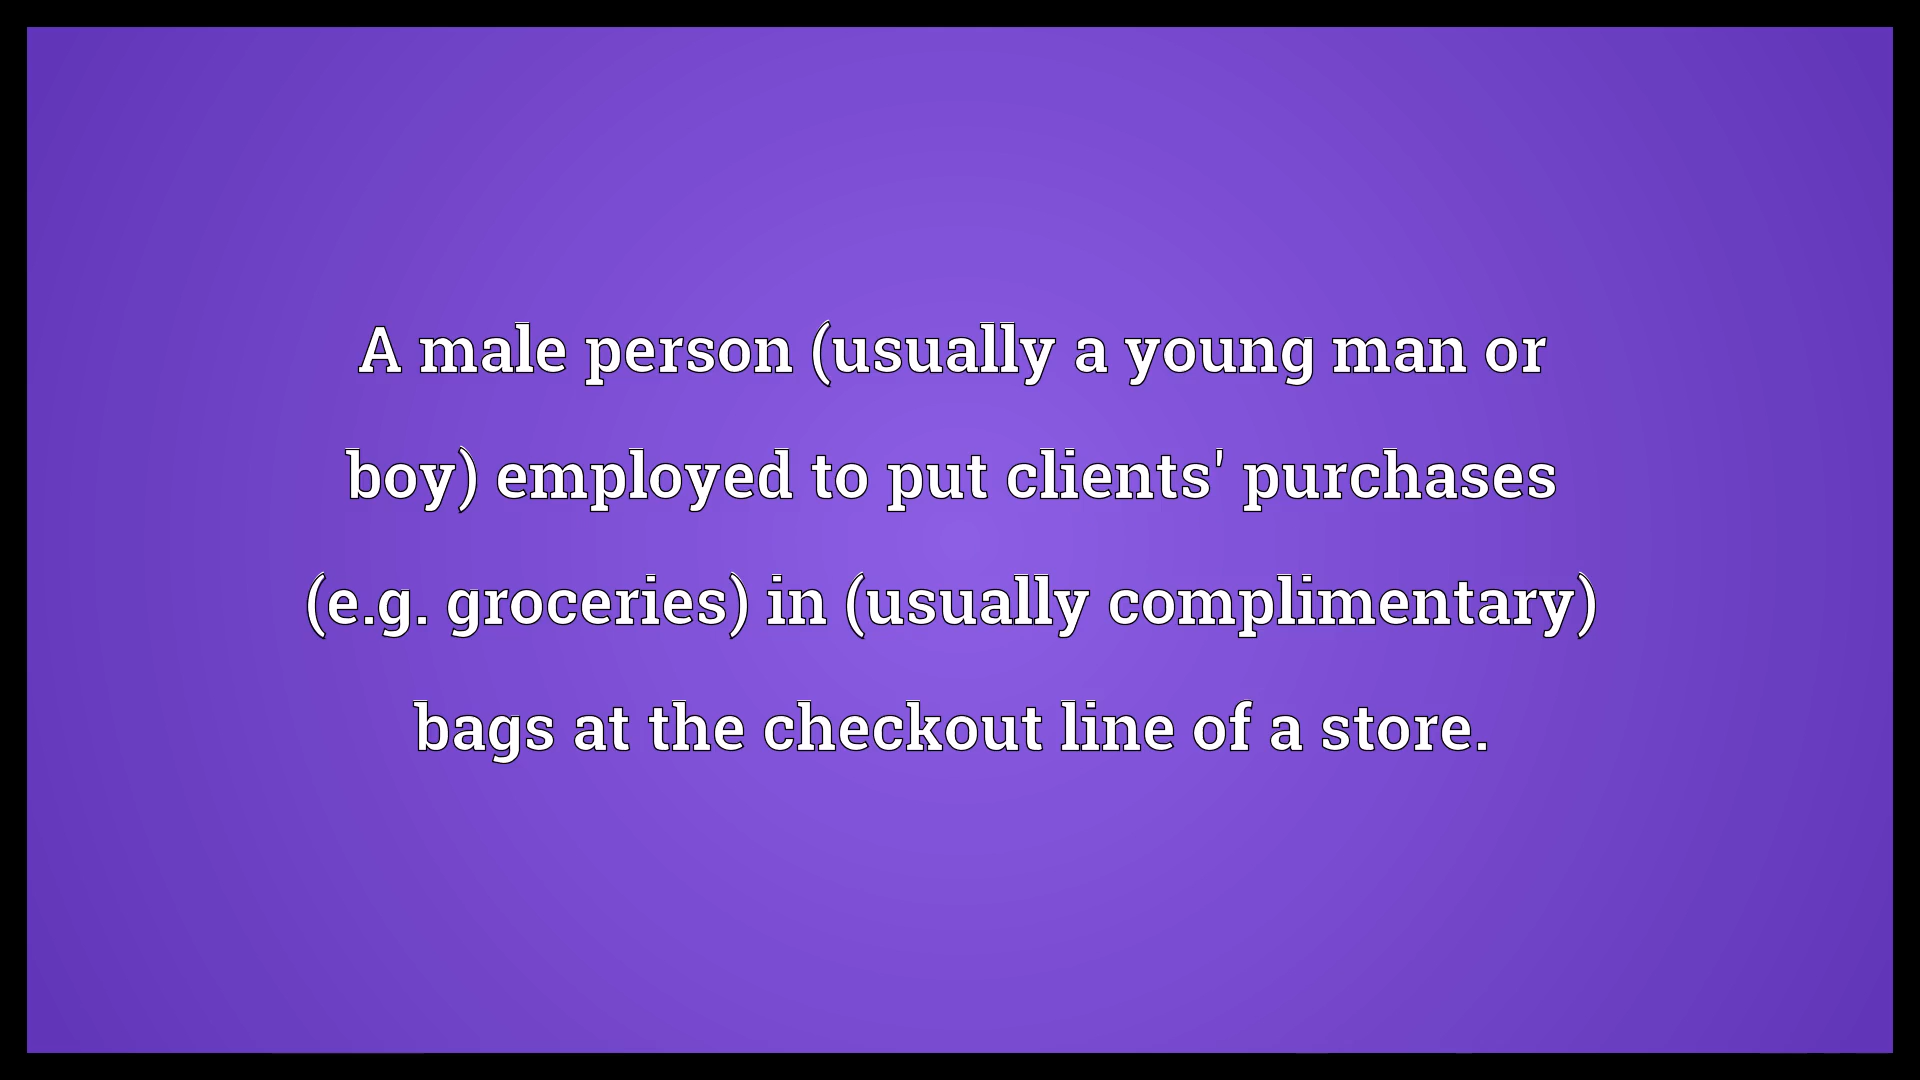 A male person (usually a young man or
boy) employed to put clients' purchases
(e.g. groceries) in (usually complimentary)
bags at the checkout line of a store.